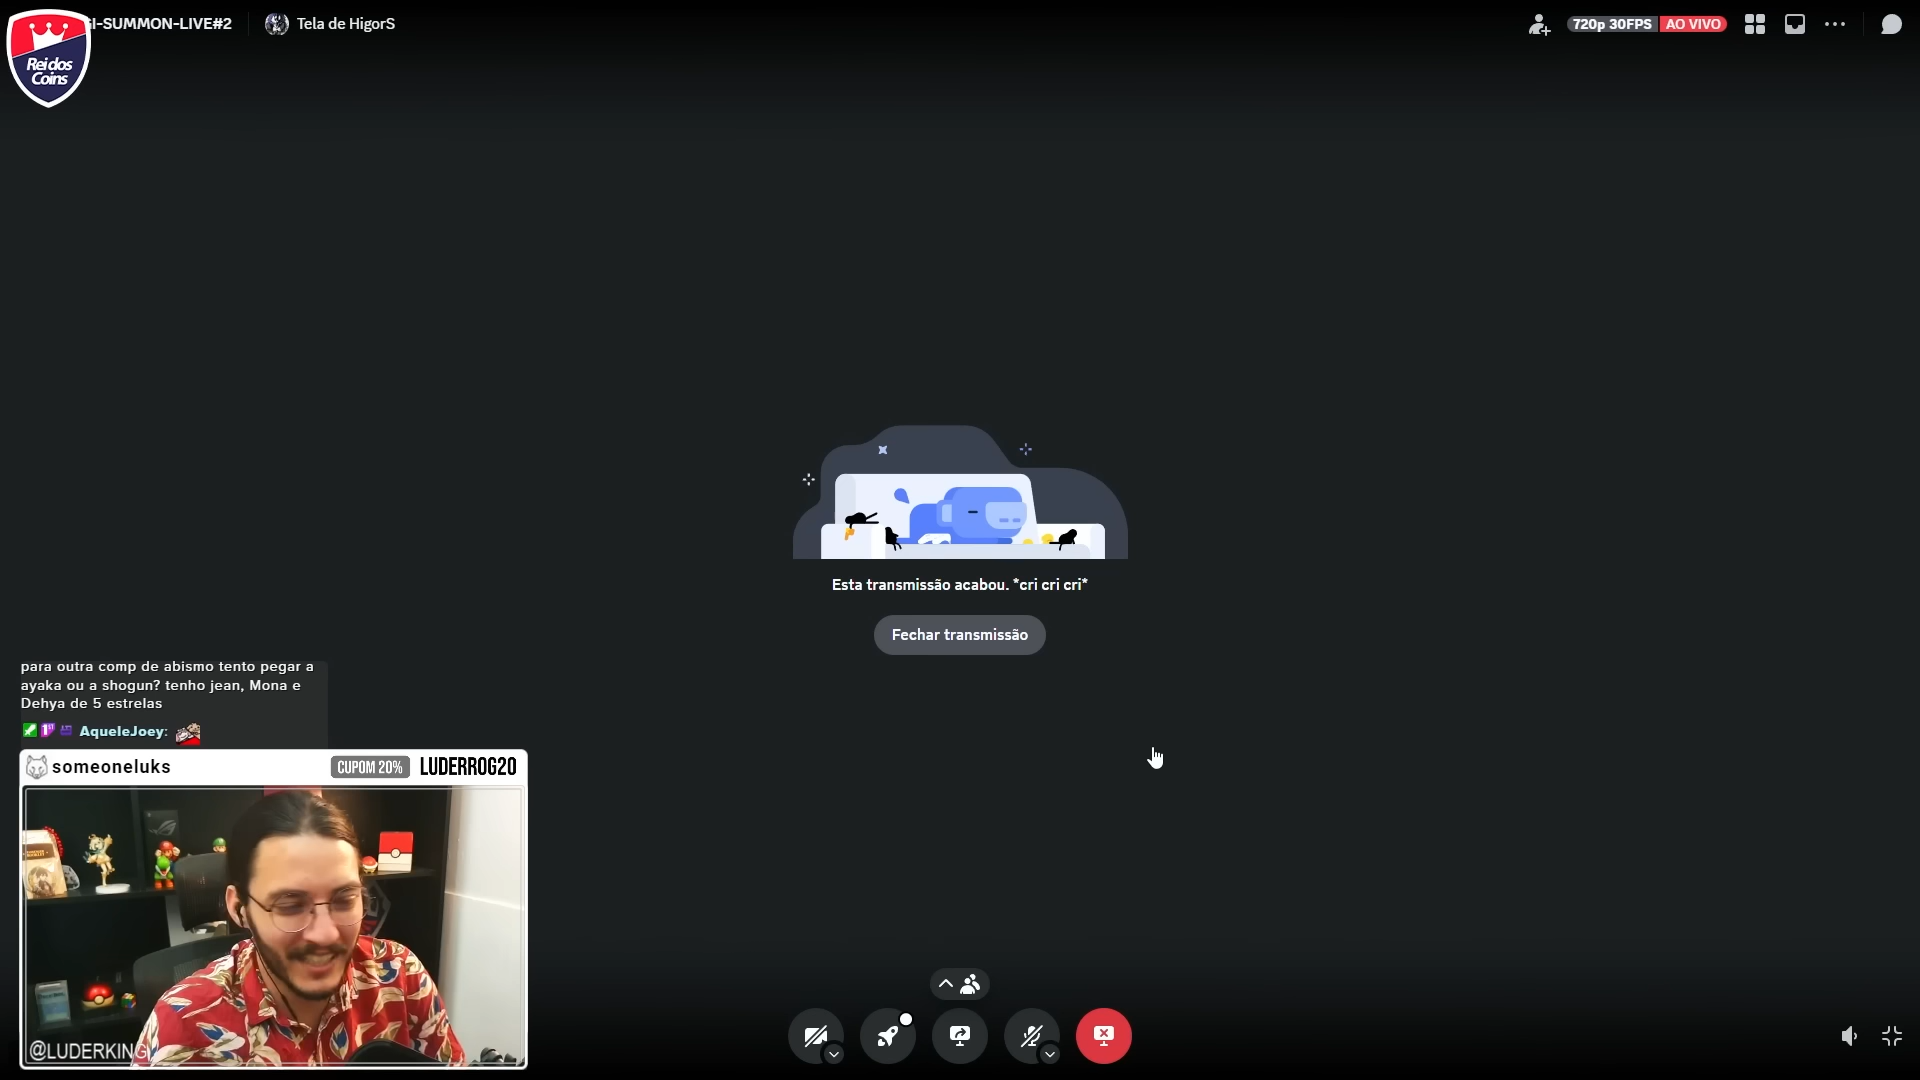 GI-SUMMON-LIVE#2
Tela de HigorS
720p 30FPS
AO VIVO
Rei dos
Coins
Esta transmissão acabou. *cri cri cri*
Fechar transmissão
para outra comp de abismo tento pegar a
ayaka ou a shogun? tenho jean, Mona e
Dehya de 5 estrelas
AqueleJoey:
someoneluks
CUPOM 20%
LUDERROG20
@LUDERKING